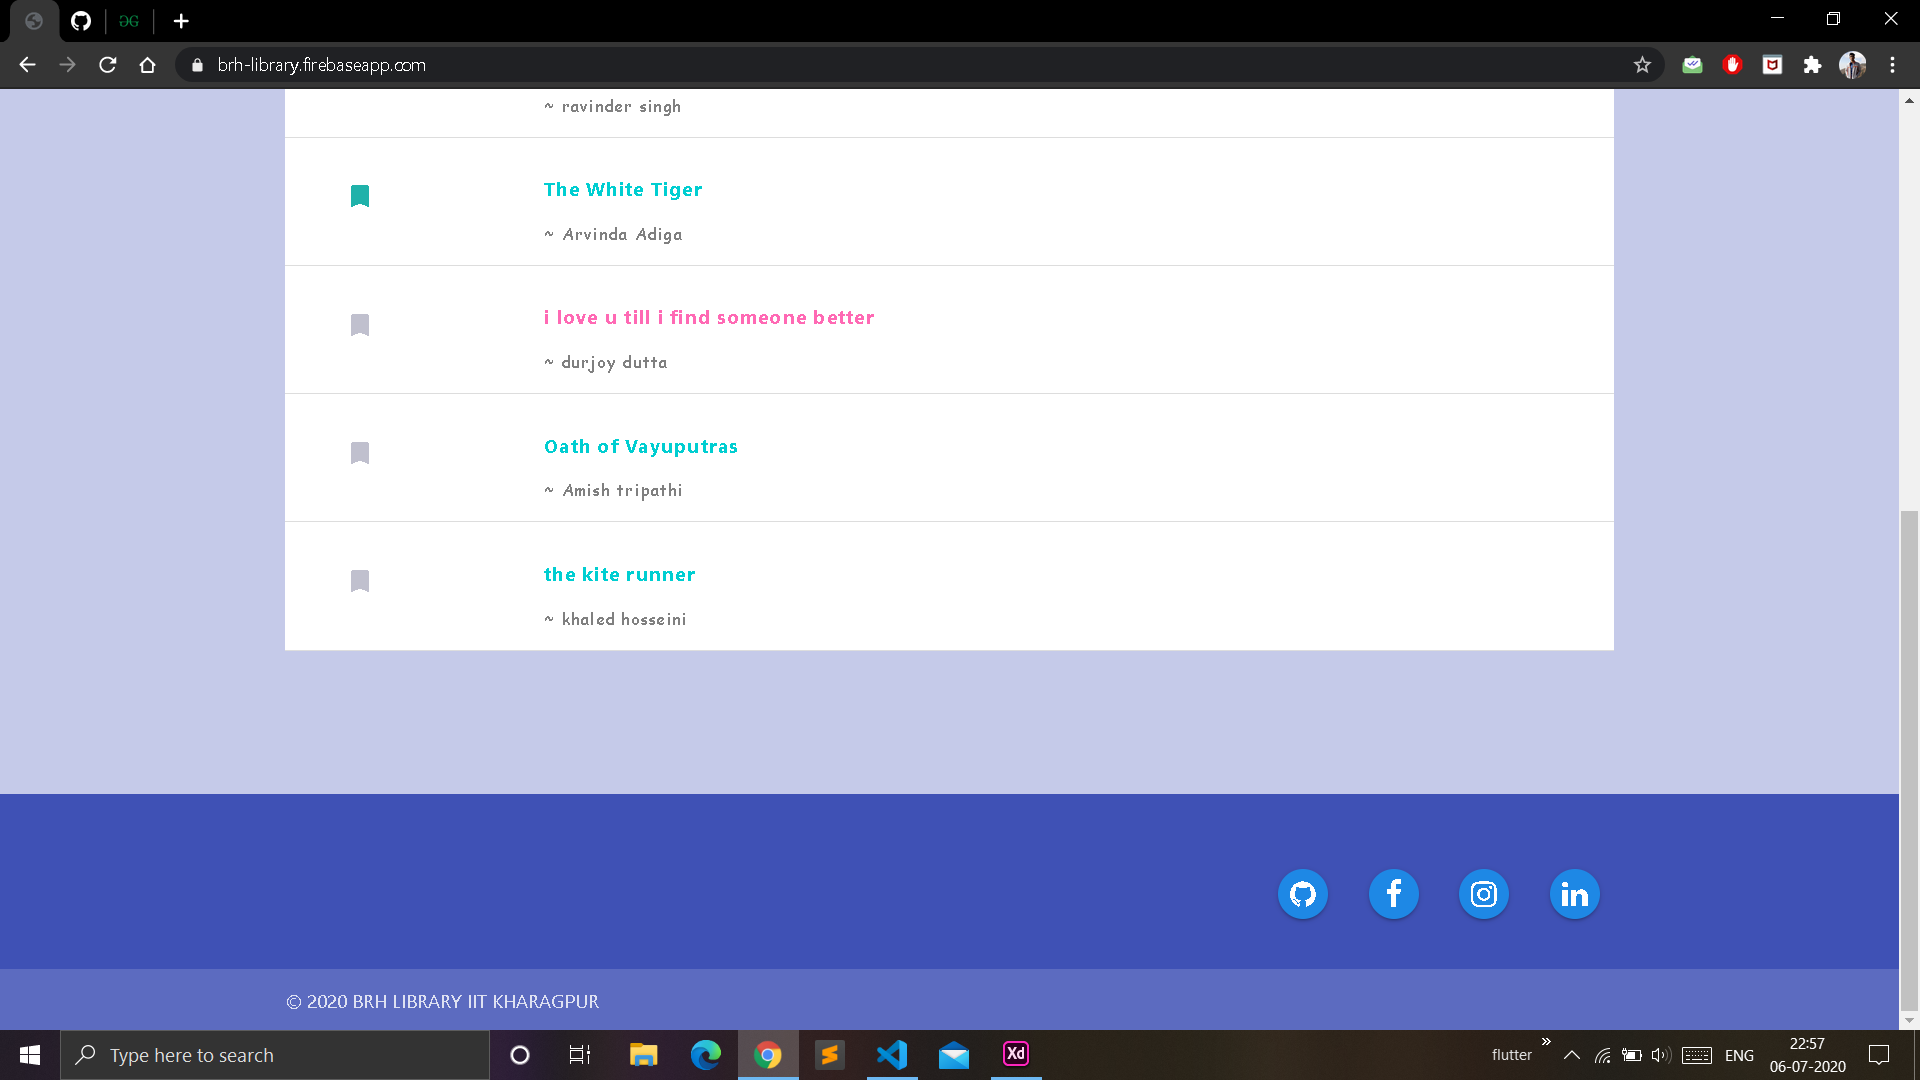 brh-library.firebaseapp.com
~ ravinder singh
The White Tiger
~ Arvinda Adiga
i love u till i find someone better
~ durjoy dutta
Oath of Vayuputras
~ Amish tripathi
the kite runner
~ khaled hosseini
© 2020 BRH LIBRARY IIT KHARAGPUR
Type here to search
Xd
flutter
ENG
22:57
06-07-2020